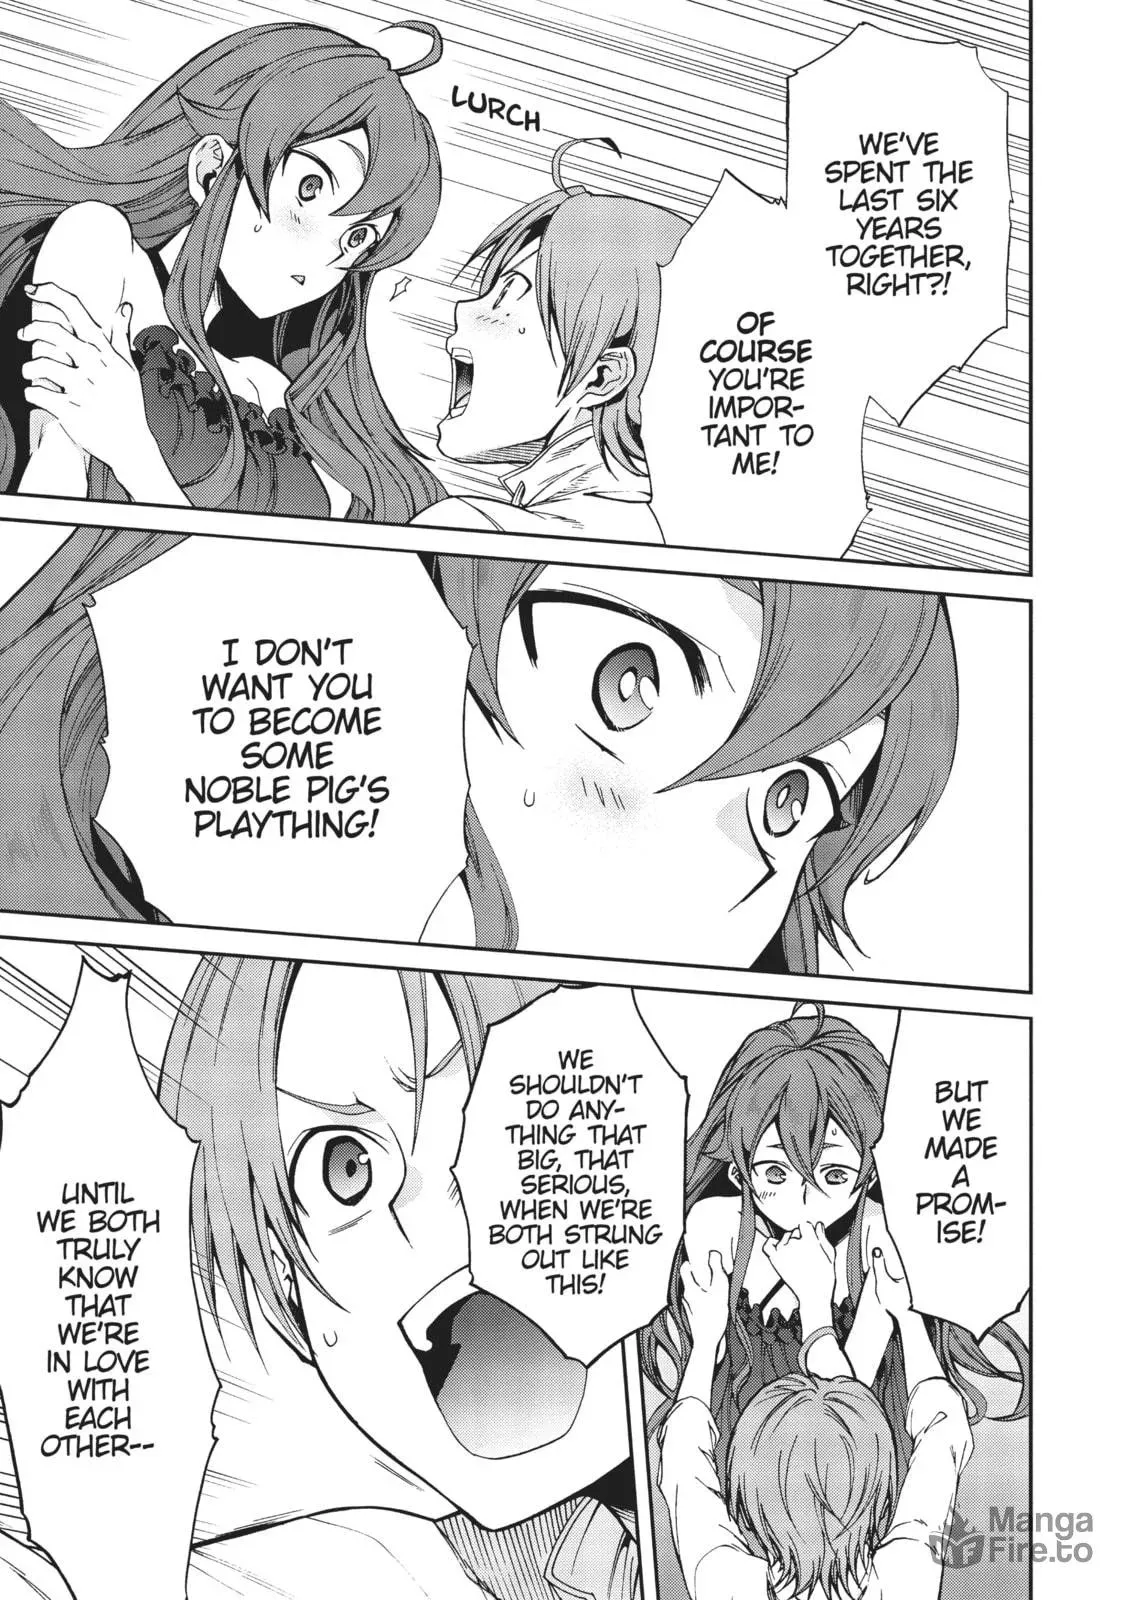 WE'VE
SPENT THE
LAST SIX
YEARS
TOGETHER,
RIGHT?!
OF
COURSE
YOU'RE
IMPOR-
TANT TO
ME!
LURCH
I DON'T
WANT YOU
TO BECOME
SOME
NOBLE PIG'S
PLAYTHING!
BUT
WE
MADE
A
PROM-
ISE!
WE
SHOULDN'T
DO ANY-
THING THAT
BIG, THAT
SERIOUS,
WHEN WE'RE
BOTH STRUNG
OUT LIKE
THIS!
UNTIL
WE BOTH
TRULY
KNOW
THAT
WE'RE
IN LOVE
WITH
EACH
OTHER--
Manga
Fire.to